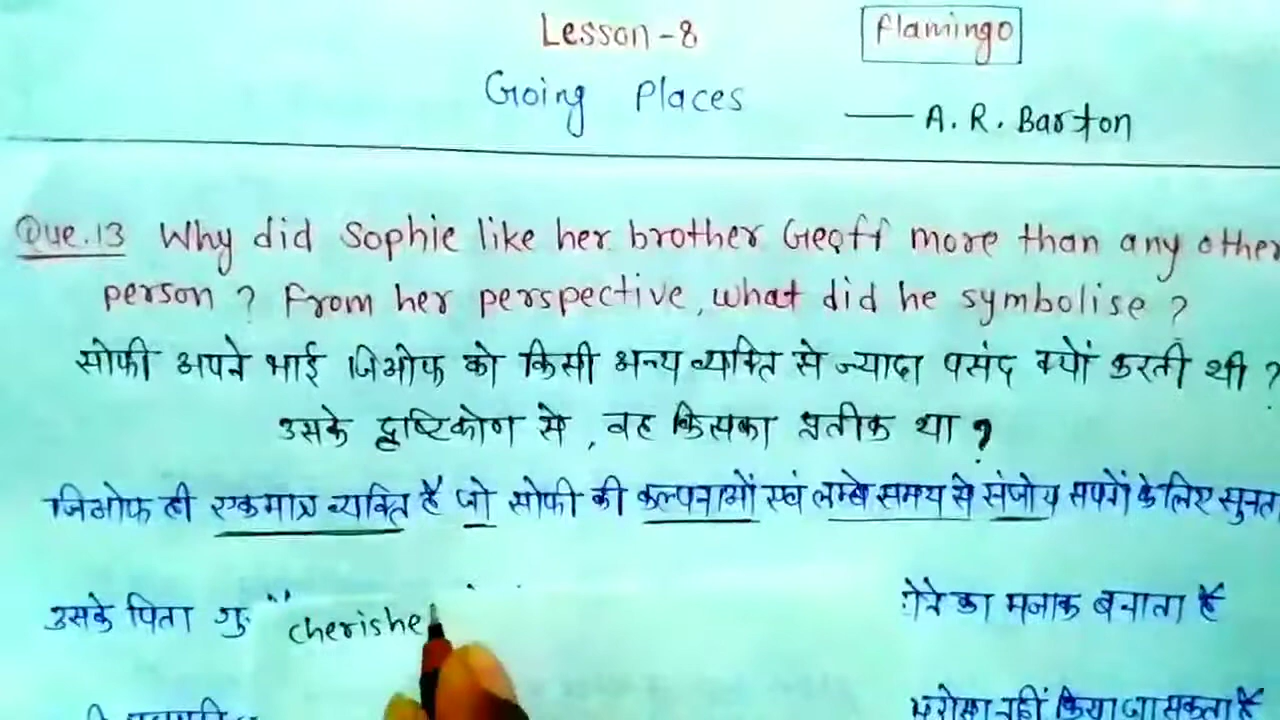 Lesson - 8
Flamingo
Going Places
— A. R. Barton
Que.13 Why did Sophie like her brother Geoff more than any other
person ? From her perspective, what did he symbolise ?
सोफी अपने भाई जिओफ को किसी अन्य व्यक्ति से ज्यादा पसंद क्यों करती थी ?
उसके दृष्टिकोण से , वह किसका प्रतीक था ?
जिओफ ही एकमात्र व्यक्ति है जो सोफी की कल्पनाओं एवं लम्बे समय से संजोय सपनों के लिए सुनता
उसके पिता का मजाक बनाता है
cherishe
भरोसा नहीं किया जा सकता है